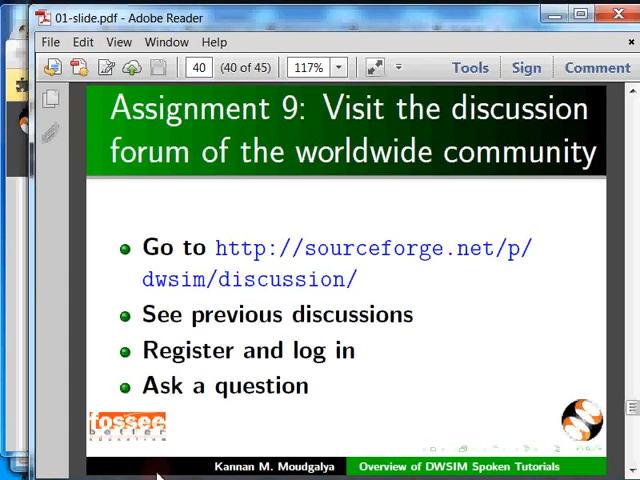 01-slide.pdf - Adobe Reader
File Edit View Window Help
40 (40 of 45) 117% Tools Sign Comment
Assignment 9: Visit the discussion
forum of the worldwide community
Go to http://sourceforge.net/p/
dwsim/discussion/
See previous discussions
Register and log in
Ask a question
fossee
Kannan M. Moudgalya Overview of DWSIM Spoken Tutorials